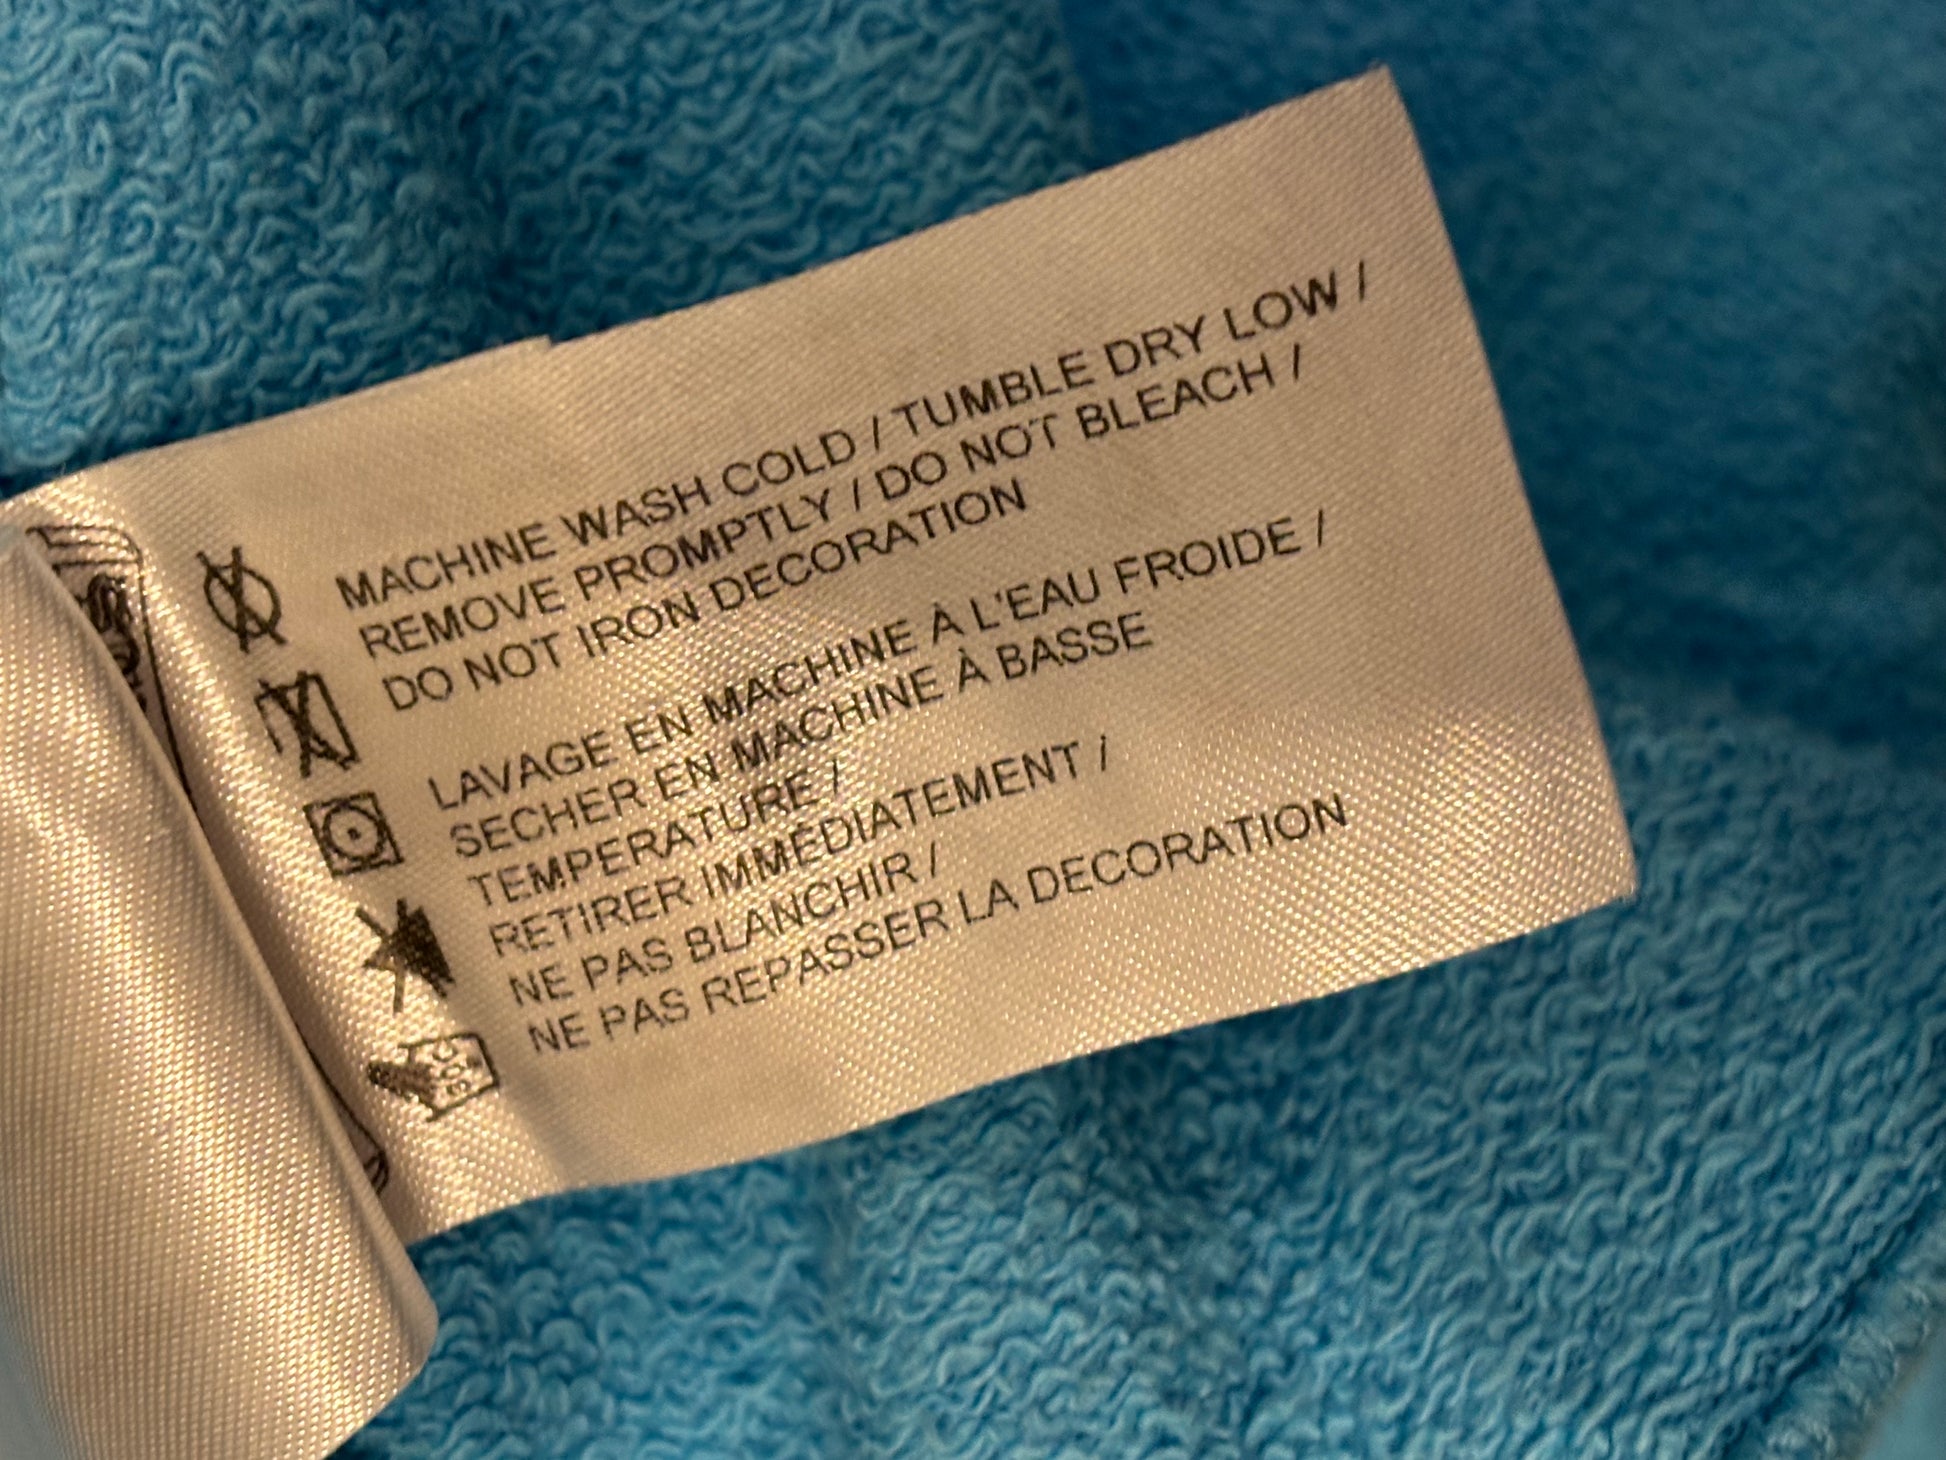 MACHINE WASH COLD / TUMBLE DRY LOW /
REMOVE PROMPTLY / DO NOT BLEACH /
DO NOT IRON DECORATION
LAVAGE EN MACHINE À L'EAU FROIDE /
SECHER EN MACHINE À BASSE
TEMPERATURE /
RETIRER IMMÉDIATEMENT /
NE PAS BLANCHIR /
NE PAS REPASSER LA DECORATION
30C